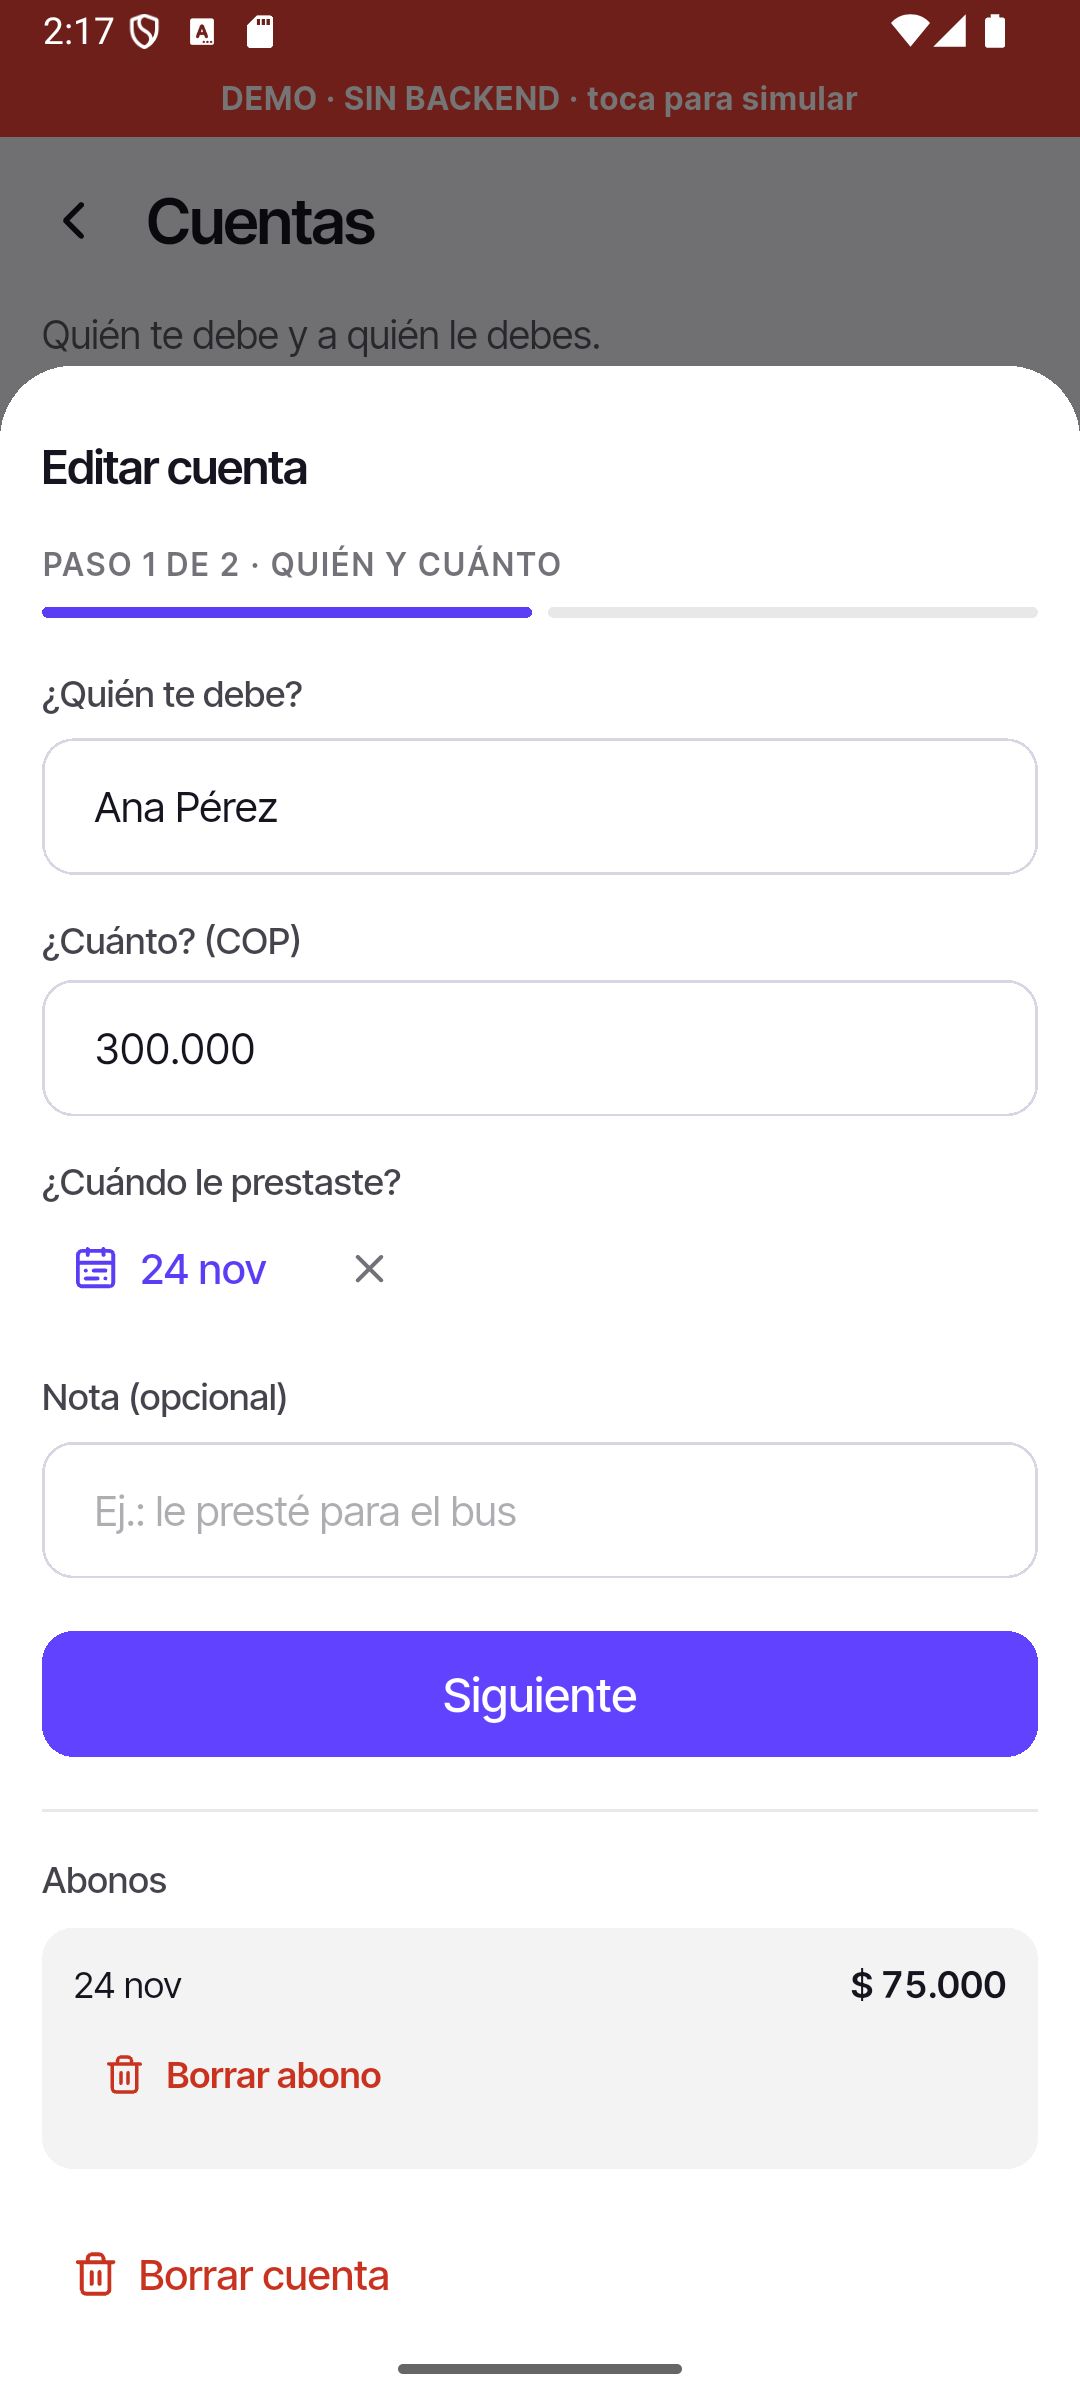 2:17
DEMO · SIN BACKEND · toca para simular
Cuentas
Quién te debe y a quién le debes.
Editar cuenta
PASO 1 DE 2 · QUIÉN Y CUÁNTO
¿Quién te debe?
Ana Pérez
¿Cuánto? (COP)
300.000
¿Cuándo le prestaste?
24 nov
Nota (opcional)
Ej.: le presté para el bus
Siguiente
Abonos
24 nov $ 75.000
Borrar abono
Borrar cuenta